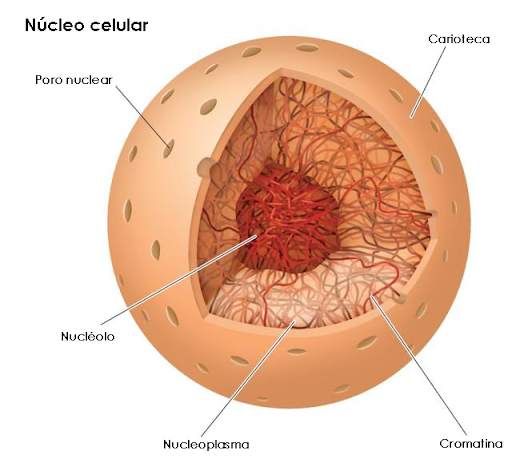 Núcleo celular
Carioteca
Poro nuclear
Nucléolo
Nucleoplasma
Cromatina